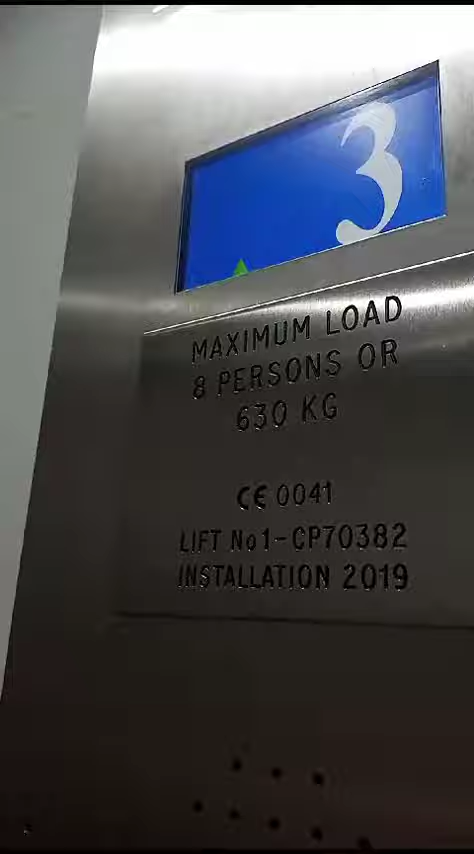 3
MAXIMUM LOAD
8 PERSONS OR
630 KG
CE 0041
LIFT No1-CP70382
INSTALLATION 2019